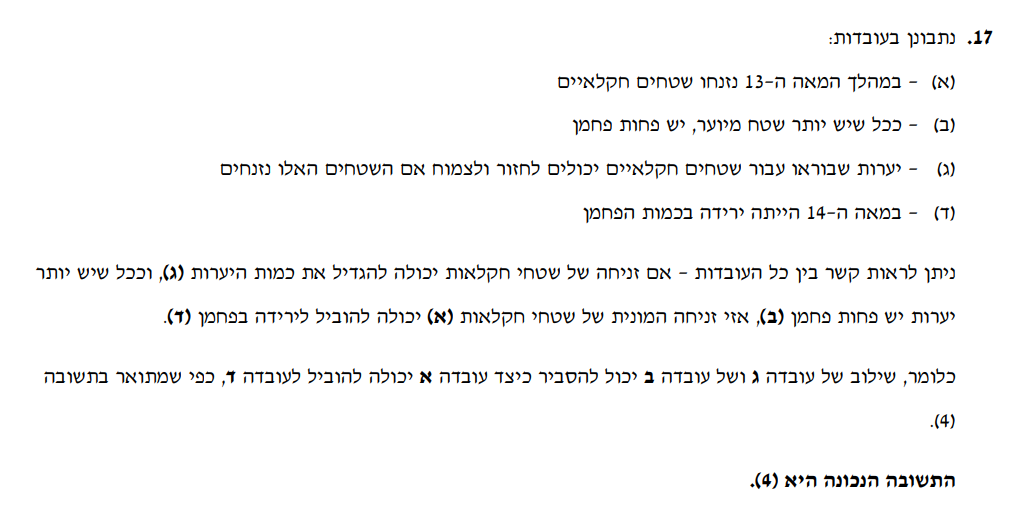 17. נתבונן בעובדות:
(א) – במהלך המאה ה-13 נזנחו שטחים חקלאיים
(ב) – ככל שיש יותר שטח מיוער, יש פחות פחמן
(ג) – יערות שבוראו עבור שטחים חקלאיים יכולים לחזור ולצמוח אם השטחים האלו נזנחים
(ד) – במאה ה-14 הייתה ירידה בכמות הפחמן
ניתן לראות קשר בין כל העובדות – אם זניחה של שטחי חקלאות יכולה להגדיל את כמות היערות (ג), וככל שיש יותר
יערות יש פחות פחמן (ב), אזי זניחה המונית של שטחי חקלאות (א) יכולה להוביל לירידה בפחמן (ד).
כלומר, שילוב של עובדה ג ושל עובדה ב יכול להסביר כיצד עובדה א יכולה להוביל לעובדה ד, כפי שמתואר בתשובה
(4).
התשובה הנכונה היא (4).